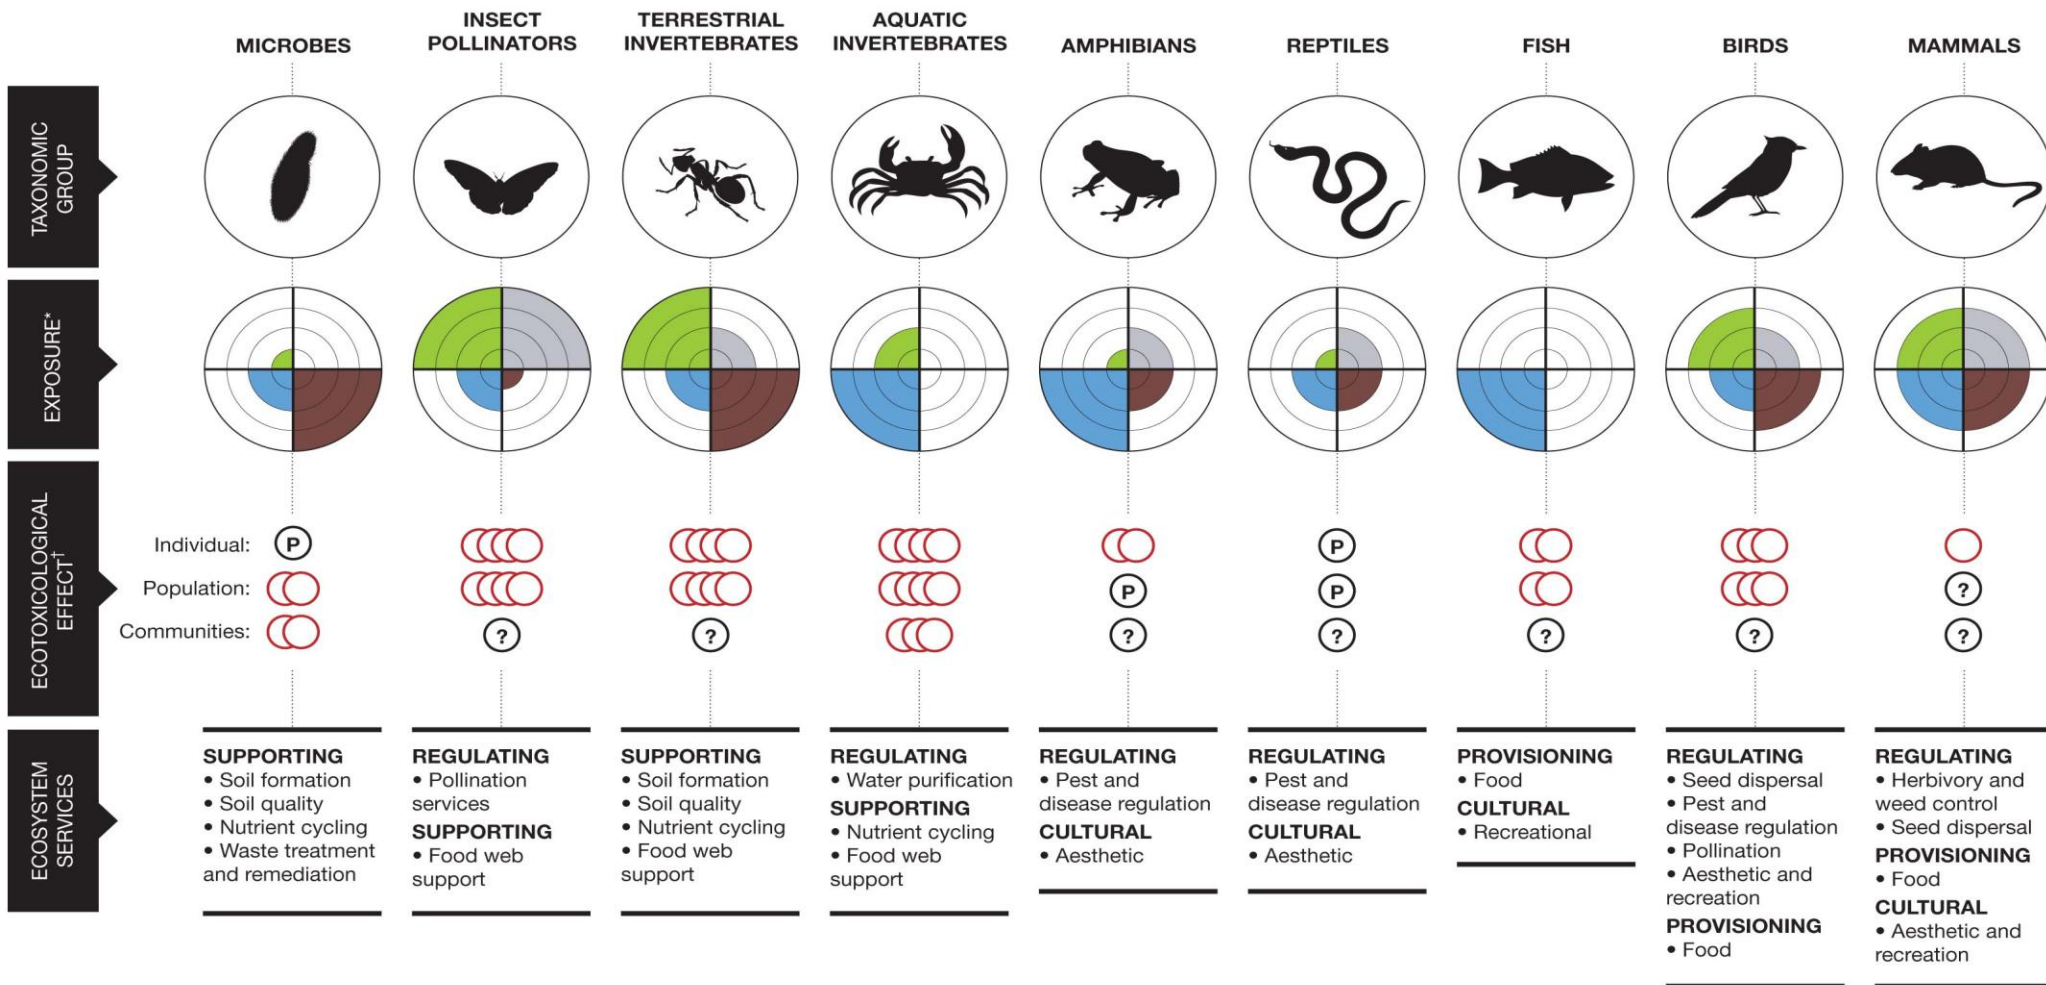 MICROBES
INSECT
POLLINATORS
TERRESTRIAL
INVERTEBRATES
AQUATIC
INVERTEBRATES
AMPHIBIANS
REPTILES
FISH
BIRDS
MAMMALS
TAXONOMIC
GROUP
EXPOSURE*
ECOTOXICOLOGICAL
EFFECT†
Individual:
P
P
Population:
P
P
?
Communities:
?
?
?
?
?
?
?
ECOSYSTEM
SERVICES
SUPPORTING
• Soil formation
• Soil quality
• Nutrient cycling
• Waste treatment
and remediation
REGULATING
• Pollination
services
SUPPORTING
• Food web
support
SUPPORTING
• Soil formation
• Soil quality
• Nutrient cycling
• Food web
support
REGULATING
• Water purification
SUPPORTING
• Nutrient cycling
• Food web
support
REGULATING
• Pest and
disease regulation
CULTURAL
• Aesthetic
REGULATING
• Pest and
disease regulation
CULTURAL
• Aesthetic
PROVISIONING
• Food
CULTURAL
• Recreational
REGULATING
• Seed dispersal
• Pest and
disease regulation
• Pollination
• Aesthetic and
recreation
PROVISIONING
• Food
REGULATING
• Herbivory and
weed control
• Seed dispersal
PROVISIONING
• Food
CULTURAL
• Aesthetic and
recreation